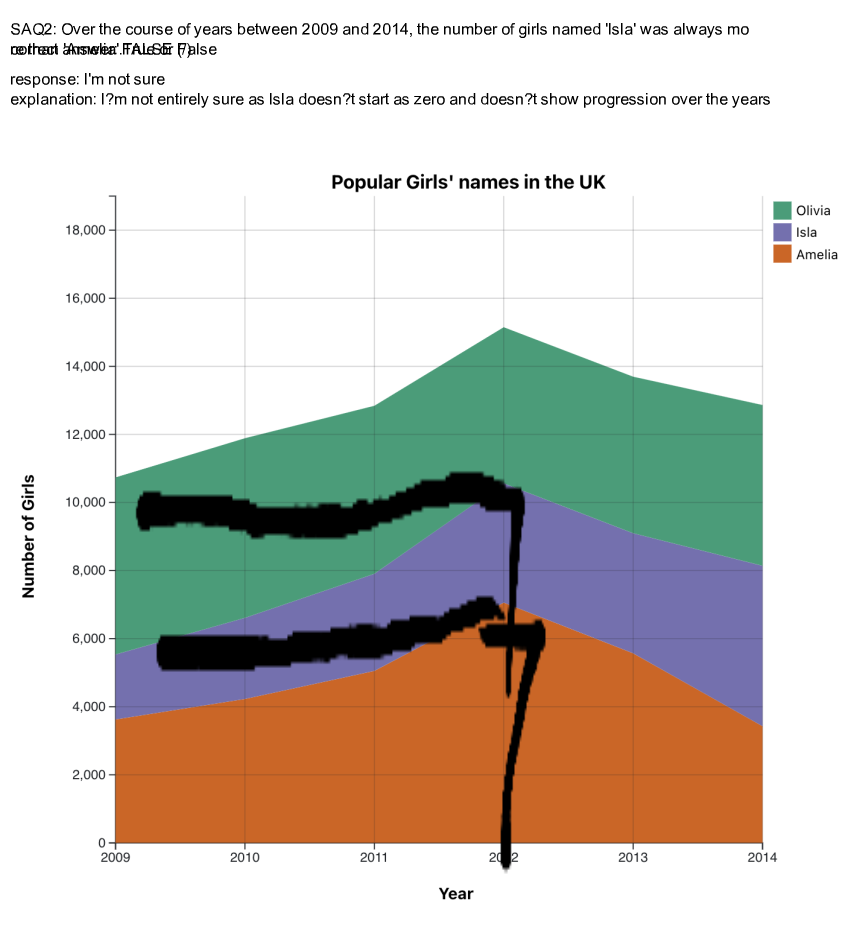 SAQ2: Over the course of years between 2009 and 2014, the number of girls named 'Isla' was always mo
response: I'm not sure
explanation: I?m not entirely sure as Isla doesn?t start as zero and doesn?t show progression over the years
Popular Girls' names in the UK
Olivia
Isla
Amelia
18,000
16,000
14,000
12,000
10,000
8,000
6,000
4,000
2,000
0
Number of Girls
2009 2010 2011 2012 2013 2014
Year